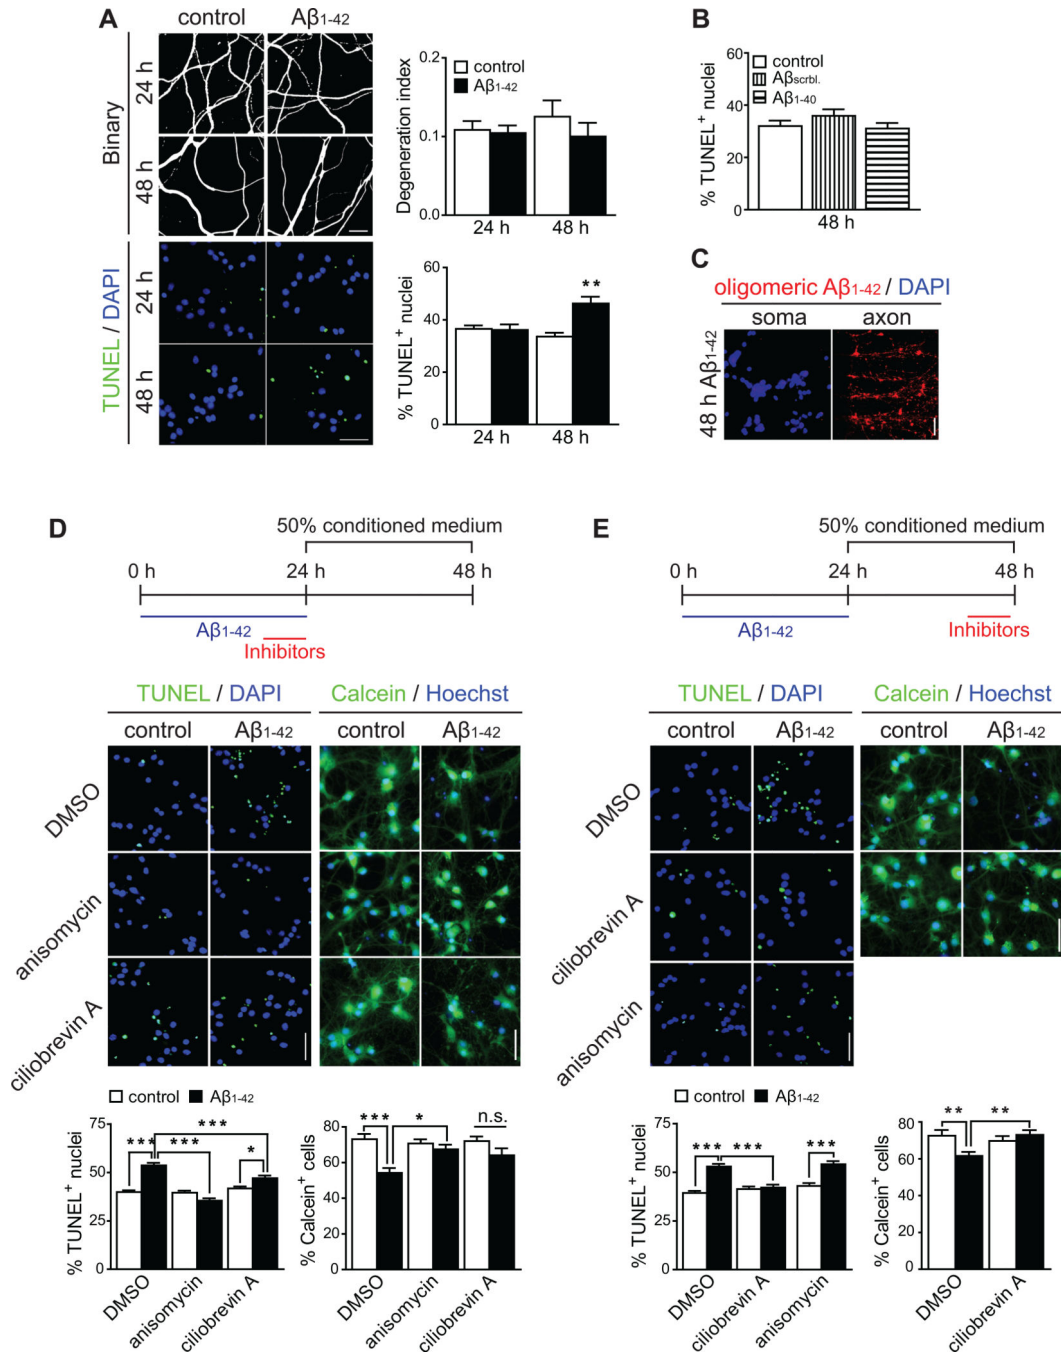 A
control Aβ1-42
Binary
24 h
48 h
TUNEL / DAPI
24 h
48 h
Degeneration index
0.2
0.1
0.0
control
Aβ1-42
24 h 48 h
% TUNEL+ nuclei
60
40
20
0
**
24 h 48 h
B
% TUNEL+ nuclei
60
40
20
0
control
Aβscrbl.
Aβ1-40
48 h
C
oligomeric Aβ1-42 / DAPI
soma axon
48 h Aβ1-42
D
50% conditioned medium
0 h 24 h 48 h
Aβ1-42
Inhibitors
TUNEL / DAPI Calcein / Hoechst
control Aβ1-42 control Aβ1-42
DMSO
anisomycin
ciliobrevin A
control Aβ1-42
% TUNEL+ nuclei
75
50
25
0
*** *** *** *
DMSO
anisomycin
ciliobrevin A
% Calcein+ cells
100
80
60
40
20
0
*** * n.s.
DMSO
anisomycin
ciliobrevin A
E
50% conditioned medium
0 h 24 h 48 h
Aβ1-42
Inhibitors
TUNEL / DAPI Calcein / Hoechst
control Aβ1-42 control Aβ1-42
DMSO
ciliobrevin A
anisomycin
control Aβ1-42
% TUNEL+ nuclei
75
50
25
0
*** *** ***
DMSO
ciliobrevin A
anisomycin
% Calcein+ cells
80
60
40
20
0
** **
DMSO
ciliobrevin A